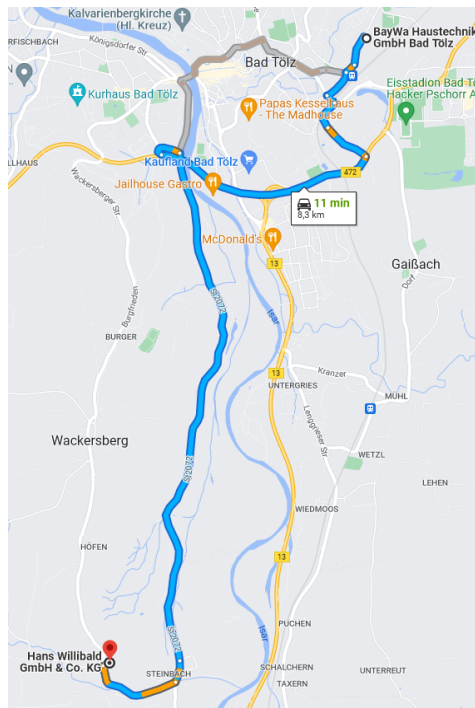 Kalvarienbergkirche
(Hl. Kreuz)
BayWa Haustechnik
GmbH Bad Tölz
ERFISCHBACH
Königsdorfer Str.
Bad Tölz
Eisstadion Bad Tö
Hacker Pschorr A
Kurhaus Bad Tölz
Papas Kesselhaus
- The Madhouse
LLHAUS
Kaufland Bad Tölz
Wackersberger Str
472
Jailhouse Gastro
11 min
8,3 km
McDonald's
13
Gaißach
Dorf
St2072
Isar
Burgfrieden
BURGER
Kranzer
13
UNTERGRIES
MÜHL
Lenggrieser Str
Wackersberg
WETZL
St2072
LEHEN
WIEDMOOS
HÖFEN
13
PUCHEN
Isar
St2072
Hans Willibald
GmbH & Co. KG
STEINBACH
SCHALCHERN
UNTERREUT
TAXERN